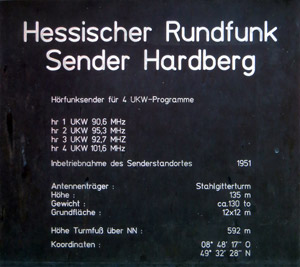 Hessischer Rundfunk
Sender Hardberg
Hörfunksender für 4 UKW-Programme
hr 1 UKW 90,6 MHz
hr 2 UKW 95,3 MHz
hr 3 UKW 92,7 MHZ
hr 4 UKW 101,6 MHz
Inbetriebnahme des Senderstandortes 1951
Antennenträger : Stahlgitterturm
Höhe : 135 m
Gewicht : ca.130 to
Grundfläche : 12x12 m
Höhe Turmfuß über NN : 592 m
Koordinaten : 08° 48' 17" O
49° 32' 28" N